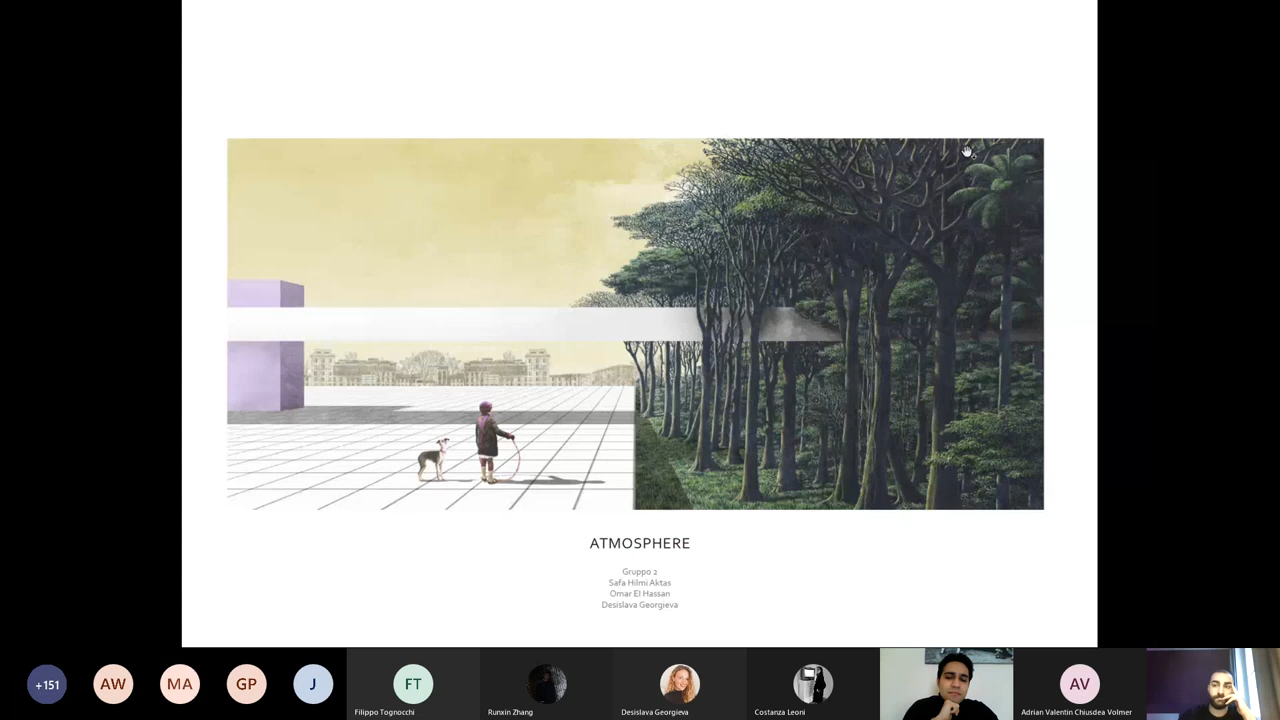 ATMOSPHERE
Gruppo 2
Safa Hilmi Aktas
Omar El Hassan
Desislava Georgieva
+151
AW
MA
GP
J
FT
AV
Filippo Tognocchi
Runxin Zhang
Desislava Georgieva
Costanza Leoni
Adrian Valentin Chiusdea Volmer